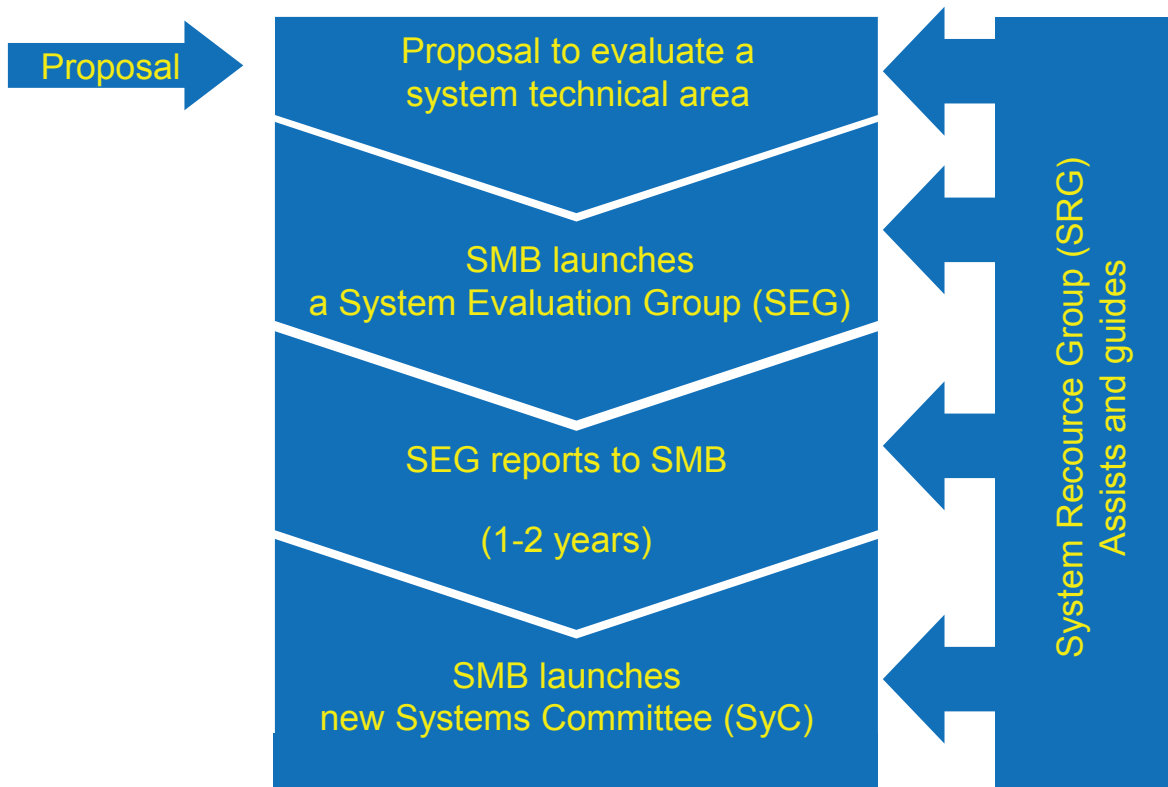 Proposal
Proposal to evaluate a
system technical area
SMB launches
a System Evaluation Group (SEG)
SEG reports to SMB
(1-2 years)
SMB launches
new Systems Committee (SyC)
System Recource Group (SRG)
Assists and guides